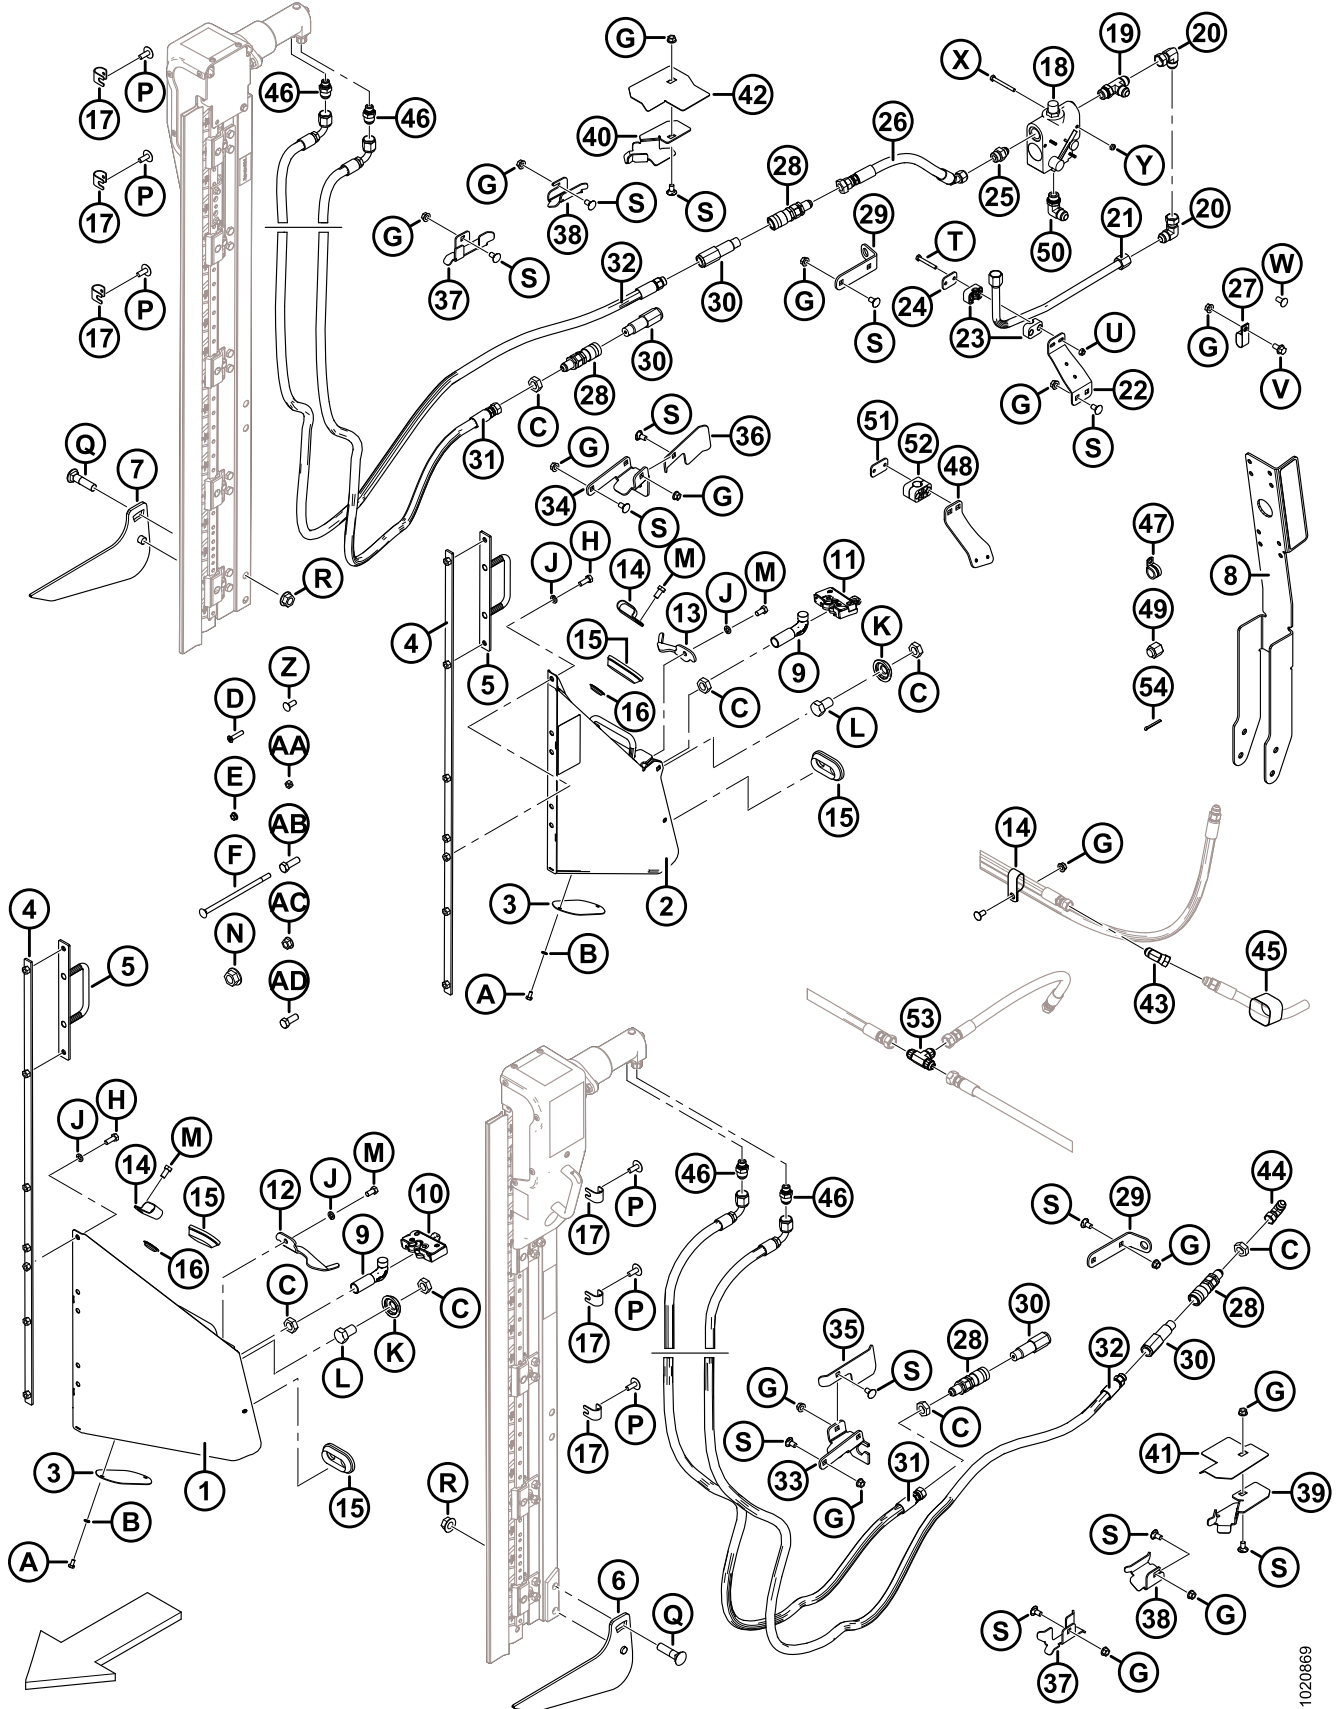 G
17 P
46
46
42
40
X 18 19 20
26
Y
17 P
G S
28
25
50
S
G 38
29
T
21 20
W
37 S
32
30
G
24
23
27
G
17 P
30
28
S
U
22
V
G
S
C
31
S 36
G
34
G
S
51 52 48
Q 7
R
47
8
49
54
J H
14 M
4
5
15
16
13 J M
11
K
9
C
C
L
15
Z
D
AA
E
AB
F
AC
N
AD
3
2
B
A
14 G
43
45
53
4
5
J H
M
14
15
12 J M
10
16
9
C
C
K
L
3
1
15
B
A
46
46
17 P
17 P
17 P
R
6
Q
44
S 29
G C
28
30
35
28
30
32
G
S
S
C
33
31
G
G
41
39
S
S
38 G
S
37 G
1020869